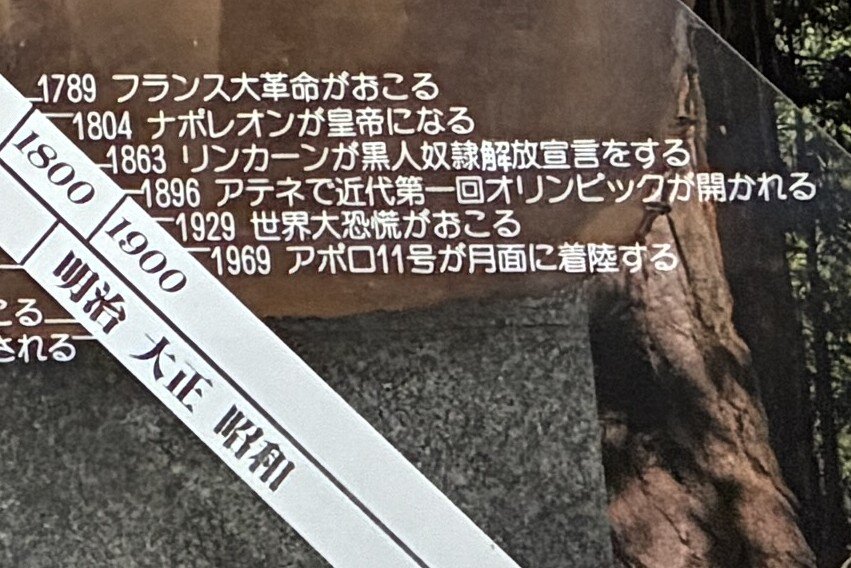 1789 フランス大革命がおこる
1804 ナポレオンが皇帝になる
1863 リンカーンが黒人奴隷解放宣言をする
1896 アテネで近代第一回オリンピックが開かれる
1929 世界大恐慌がおこる
1969 アポロ11号が月面に着陸する
1800
1900
明治 大正 昭和
こる
される